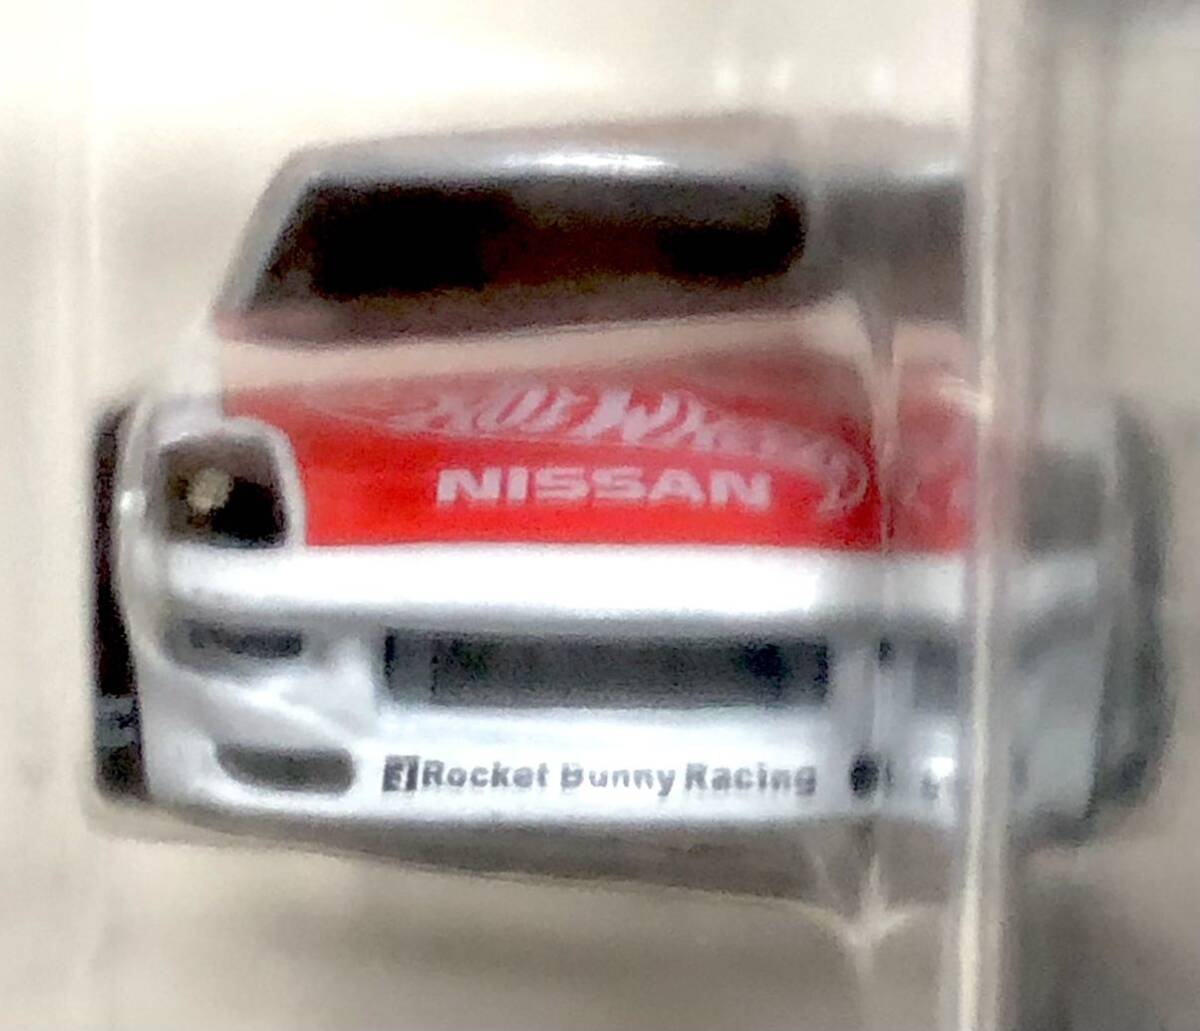 Hot Wheels
NISSAN
Rocket Bunny Racing